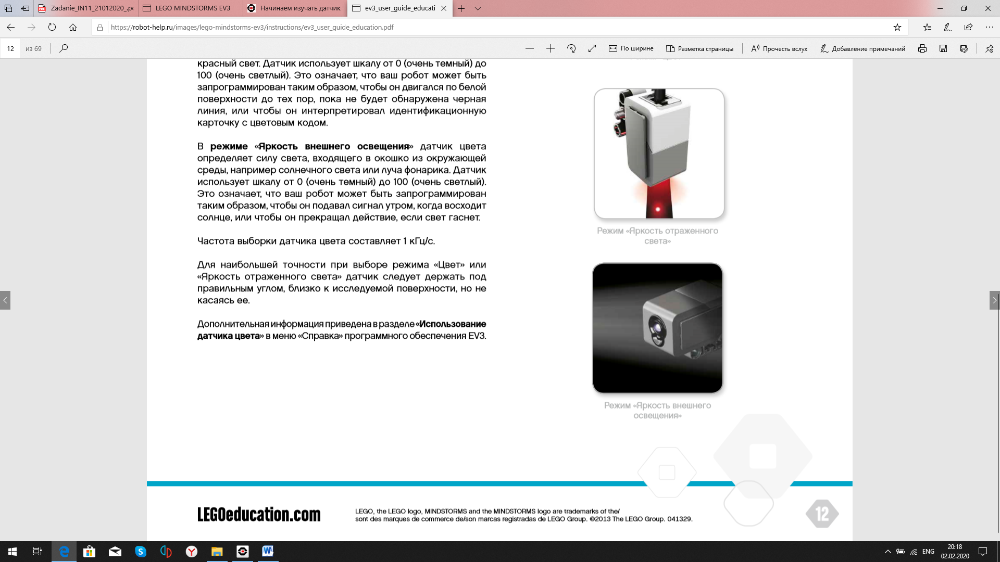 Zadanie_IN11_21012020_.pd
LEGO MINDSTORMS EV3
Начинаем изучать датчик
ev3_user_guide_educati
https://robot-help.ru/images/lego-mindstorms-ev3/instructions/ev3_user_guide_education.pdf
12 из 69
По ширине
Разметка страницы
Прочесть вслух
Добавление примечаний
красный свет. Датчик использует шкалу от 0 (очень темный) до
100 (очень светлый). Это означает, что ваш робот может быть
запрограммирован таким образом, чтобы он двигался по белой
поверхности до тех пор, пока не будет обнаружена черная
линия, или чтобы он интерпретировал идентификационную
карточку с цветовым кодом.
В режиме «Яркость внешнего освещения» датчик цвета
определяет силу света, входящего в окошко из окружающей
среды, например солнечного света или луча фонарика. Датчик
использует шкалу от 0 (очень темный) до 100 (очень светлый).
Это означает, что ваш робот может быть запрограммирован
таким образом, чтобы он подавал сигнал утром, когда восходит
солнце, или чтобы он прекращал действие, если свет гаснет.
Частота выборки датчика цвета составляет 1 кГц/с.
Для наибольшей точности при выборе режима «Цвет» или
«Яркость отраженного света» датчик следует держать под
правильным углом, близко к исследуемой поверхности, но не
касаясь ее.
Дополнительная информация приведена в разделе «Использование
датчика цвета» в меню «Справка» программного обеспечения EV3.
Режим «Яркость отраженного
света»
Режим «Яркость внешнего
освещения»
LEGOeducation.com
LEGO, the LEGO logo, MINDSTORMS and the MINDSTORMS logo are trademarks of the/
sont des marques de commerce de/son marcas registradas de LEGO Group. ©2013 The LEGO Group. 041329.
12
ENG
20:18
02.02.2020